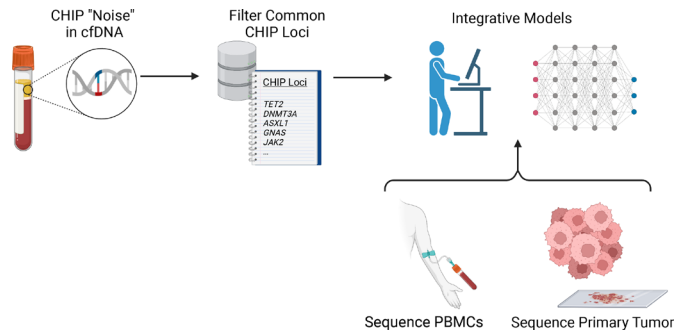 CHIP "Noise"
in cfDNA
Filter Common
CHIP Loci
Integrative Models
CHIP Loci
TET2
DNMT3A
ASXL1
GNAS
JAK2
...
Sequence PBMCs
Sequence Primary Tumor